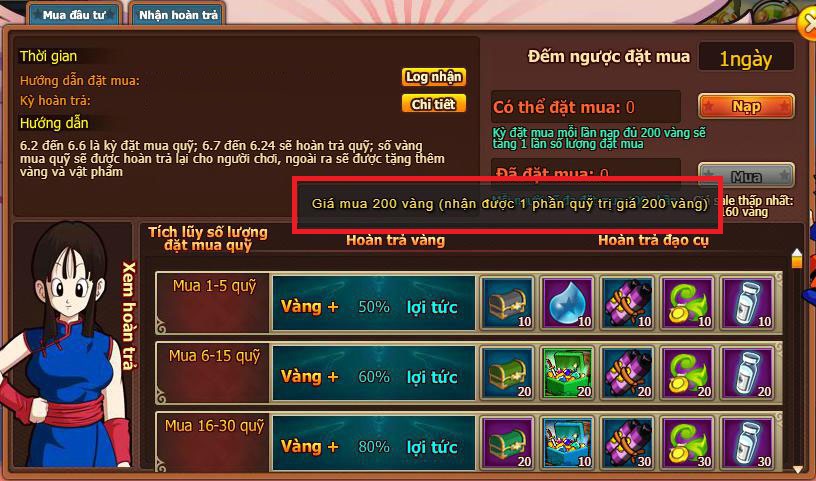 Mua đầu tư
Nhận hoàn trả
Thời gian
Hướng dẫn đặt mua:
Kỳ hoàn trả:
Log nhận
Chi tiết
Hướng dẫn
6.2 đến 6.6 là kỳ đặt mua quỹ; 6.7 đến 6.24 sẽ hoàn trả quỹ; số vàng
mua quỹ sẽ được hoàn trả lại cho người chơi, ngoài ra sẽ được tặng thêm
vàng và vật phẩm
Đếm ngược đặt mua
1ngày
Có thể đặt mua: 0
Nạp
Kỳ đặt mua mỗi lần nạp đủ 200 vàng sẽ
tăng 1 lần số lượng đặt mua
Đã đặt mua: 0
Mua
sale thấp nhất:
160 vàng
Giá mua 200 vàng (nhận được 1 phần quỹ trị giá 200 vàng)
Xem hoàn trả
Tích lũy số lượng
đặt mua quỹ
Hoàn trả vàng
Hoàn trả đạo cụ
Mua 1-5 quỹ
Vàng + 50% lợi tức
10 10 10 10 10
Mua 6-15 quỹ
Vàng + 60% lợi tức
20 20 20 20 20
Mua 16-30 quỹ
Vàng + 80% lợi tức
20 10 30 30 30